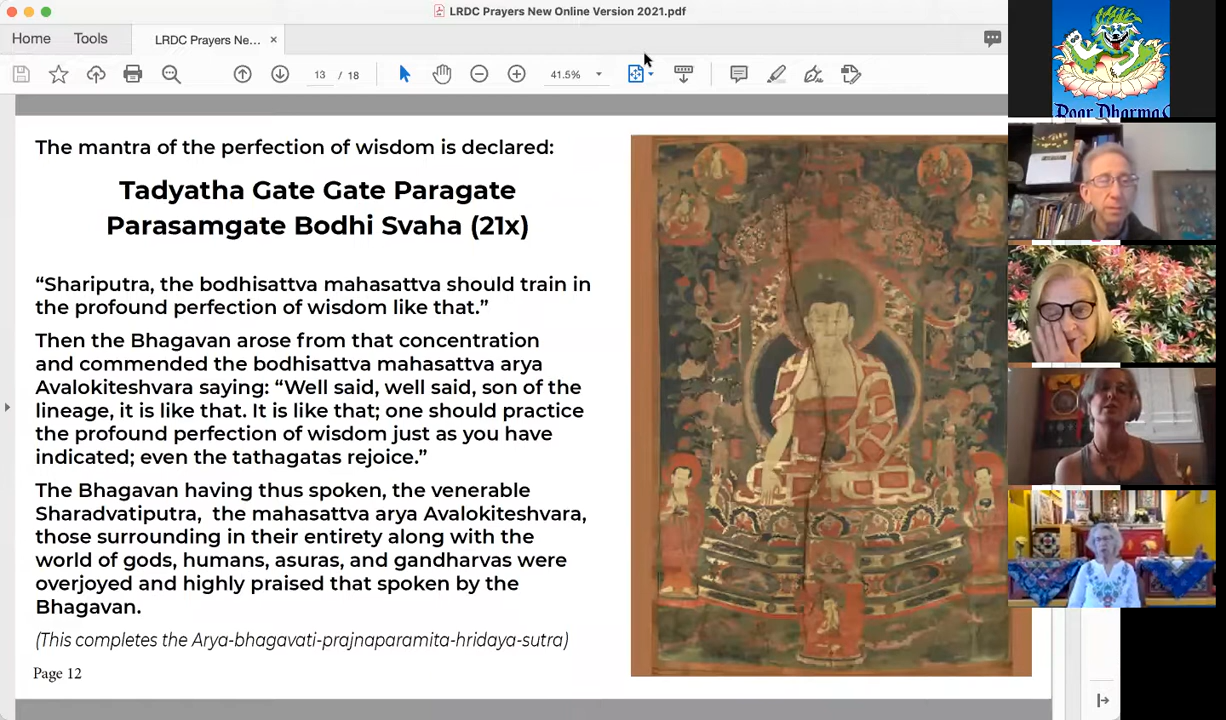 LRDC Prayers New Online Version 2021.pdf
Home
Tools
LRDC Prayers Ne...
13 / 18
41.5%
The mantra of the perfection of wisdom is declared:
Tadyatha Gate Gate Paragate
Parasamgate Bodhi Svaha (21x)
“Shariputra, the bodhisattva mahasattva should train in
the profound perfection of wisdom like that.”
Then the Bhagavan arose from that concentration
and commended the bodhisattva mahasattva arya
Avalokiteshvara saying: “Well said, well said, son of the
lineage, it is like that. It is like that; one should practice
the profound perfection of wisdom just as you have
indicated; even the tathagatas rejoice.”
The Bhagavan having thus spoken, the venerable
Sharadvatiputra,  the mahasattva arya Avalokiteshvara,
those surrounding in their entirety along with the
world of gods, humans, asuras, and gandharvas were
overjoyed and highly praised that spoken by the
Bhagavan.
(This completes the Arya-bhagavati-prajnaparamita-hridaya-sutra)
Page 12
Roar Dharma